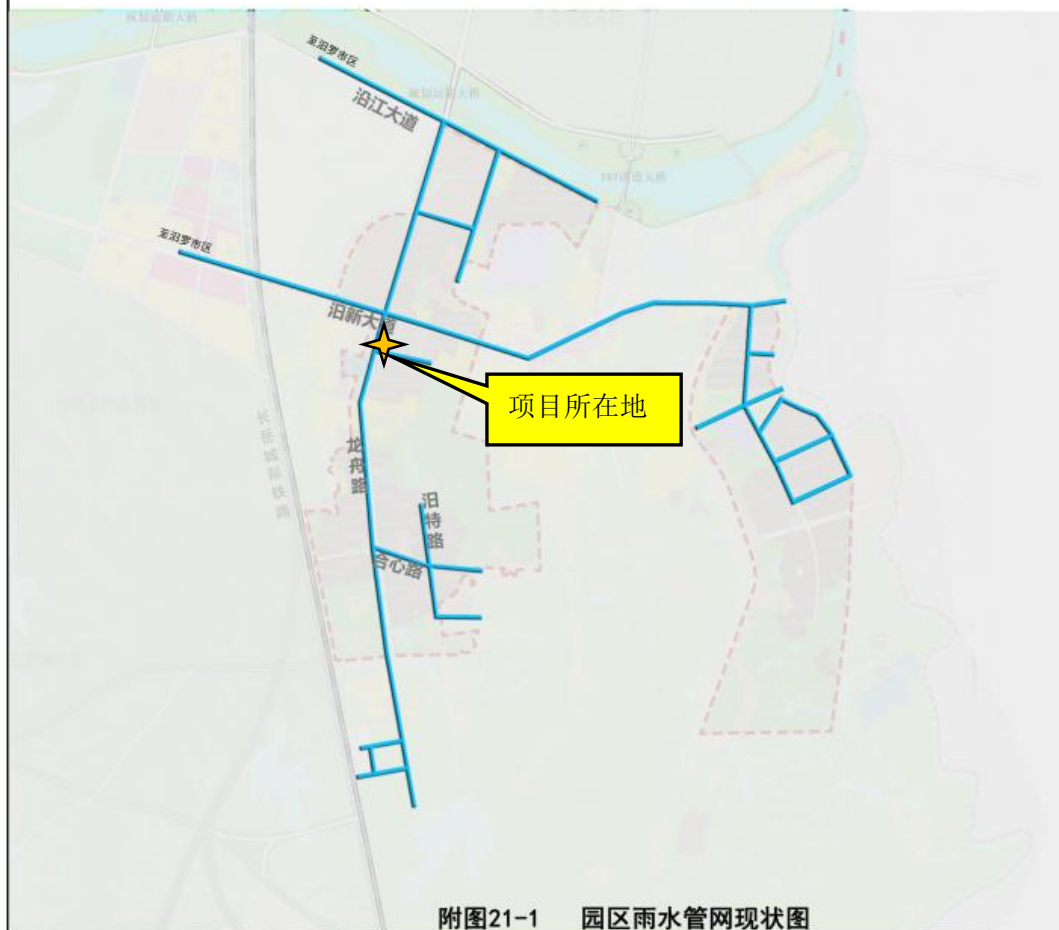 至汨罗市区
沿江大道
至汨罗市区
汨新大道
项目所在地
长岳城际铁路
龙舟路
汨特路
合心路
附图21-1 园区雨水管网现状图